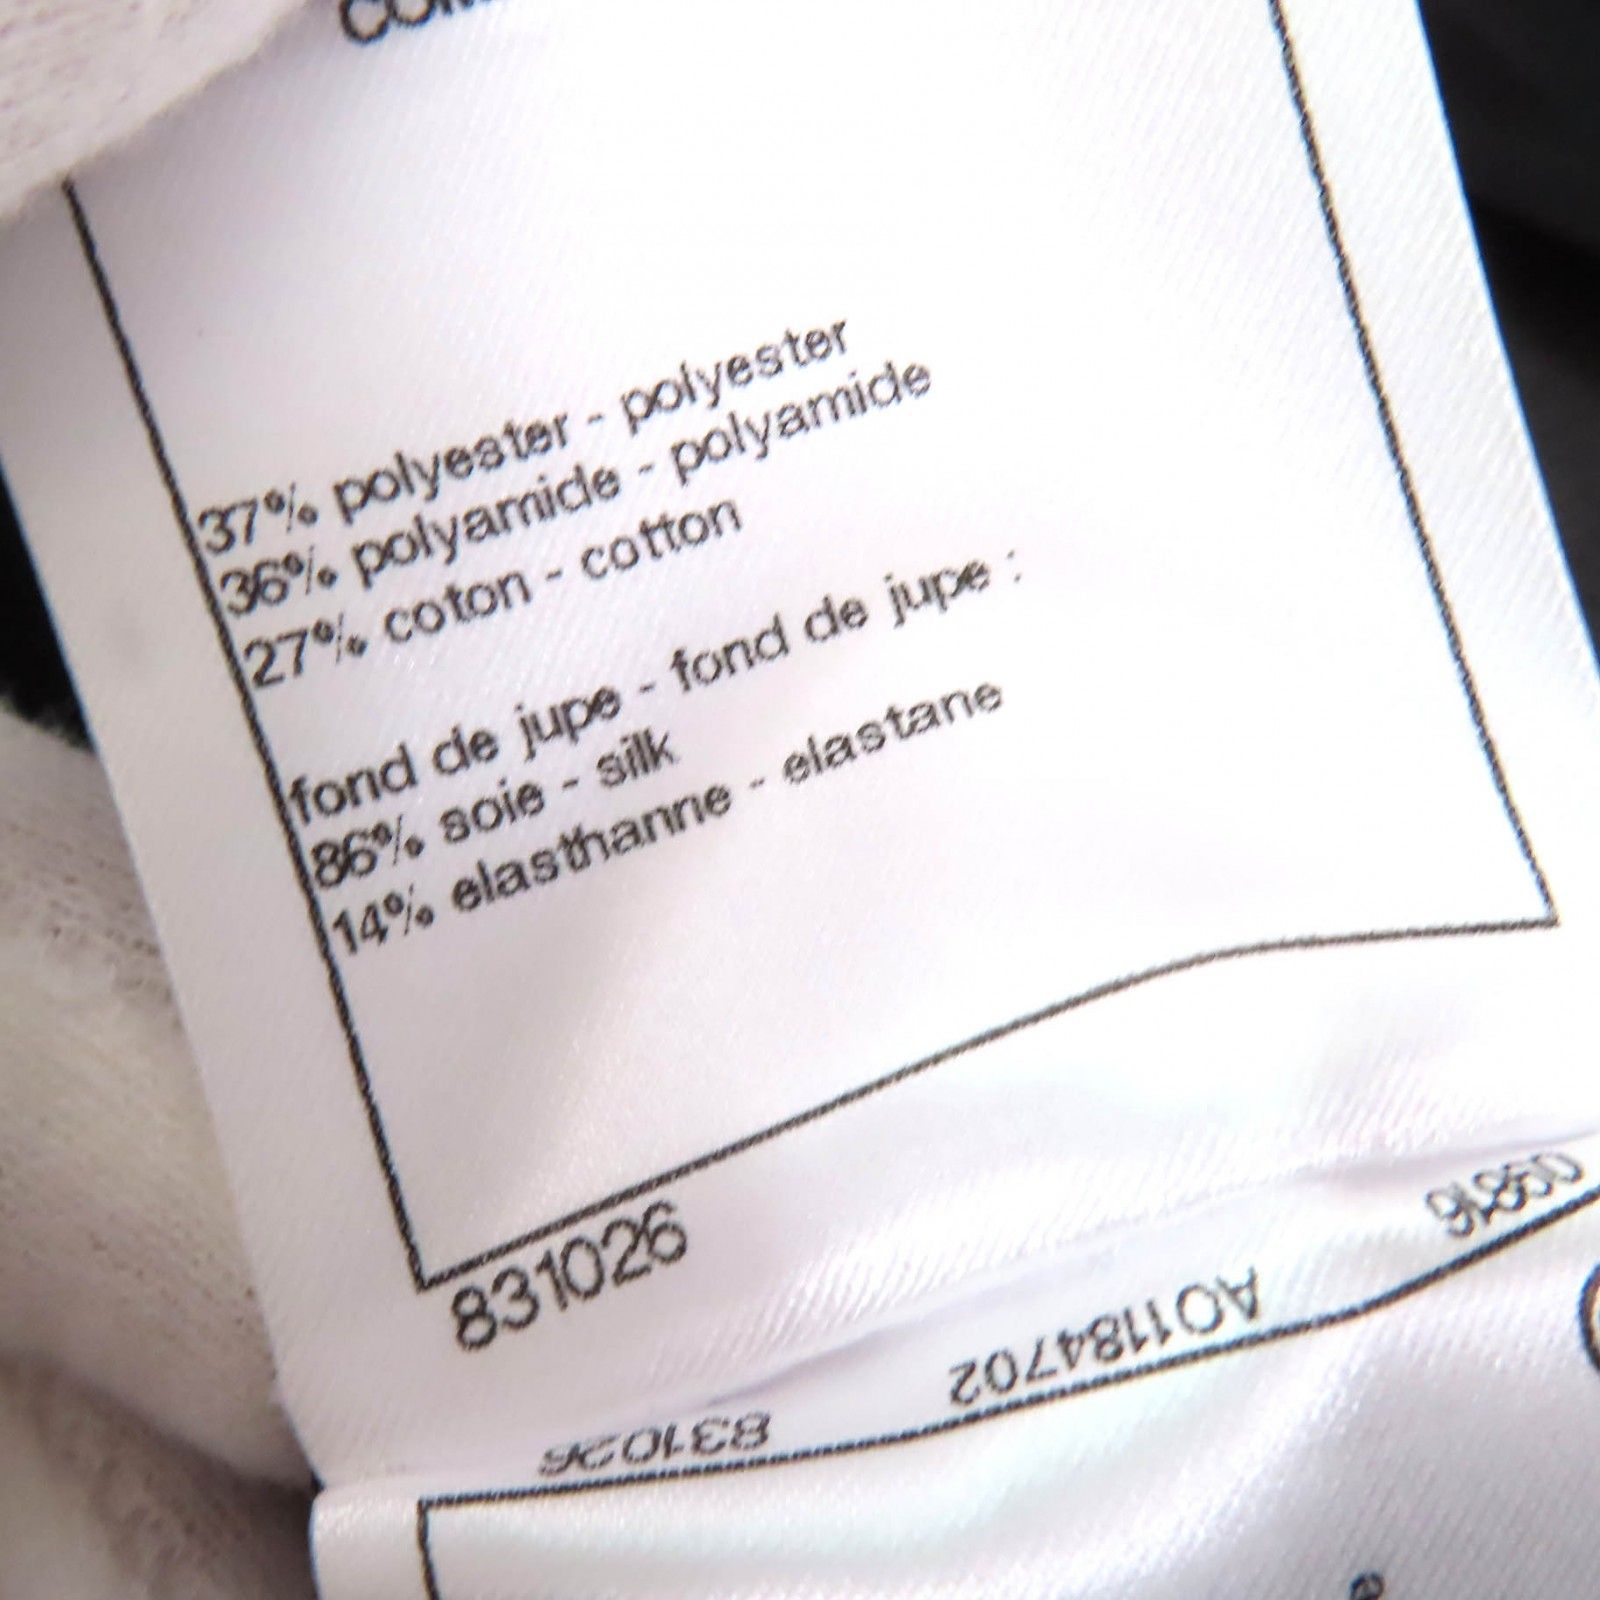 37% polyester - polyester
36% polyamide - polyamide
27% coton - cotton
fond de jupe - fond de jupe :
86% soie - silk
14% elasthanne - elastane
831026
831026 AO1184702